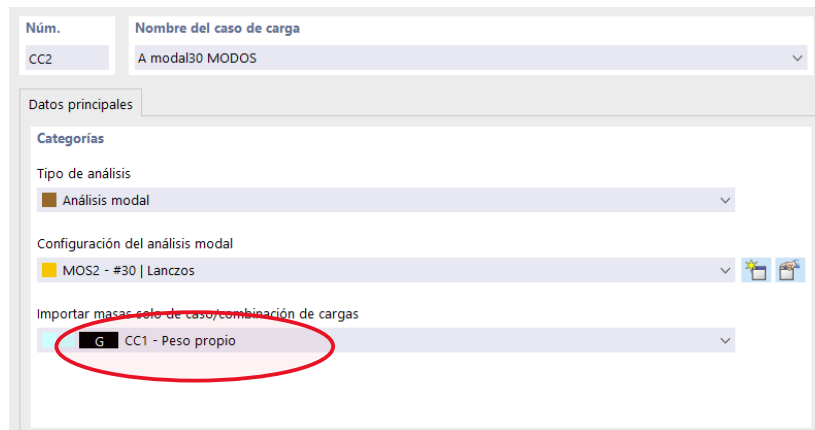 Núm.
Nombre del caso de carga
CC2
A modal30 MODOS
Datos principales
Categorías
Tipo de análisis
Análisis modal
Configuración del análisis modal
MOS2 - #30 | Lanczos
Importar masas solo de caso/combinación de cargas
G CC1 - Peso propio